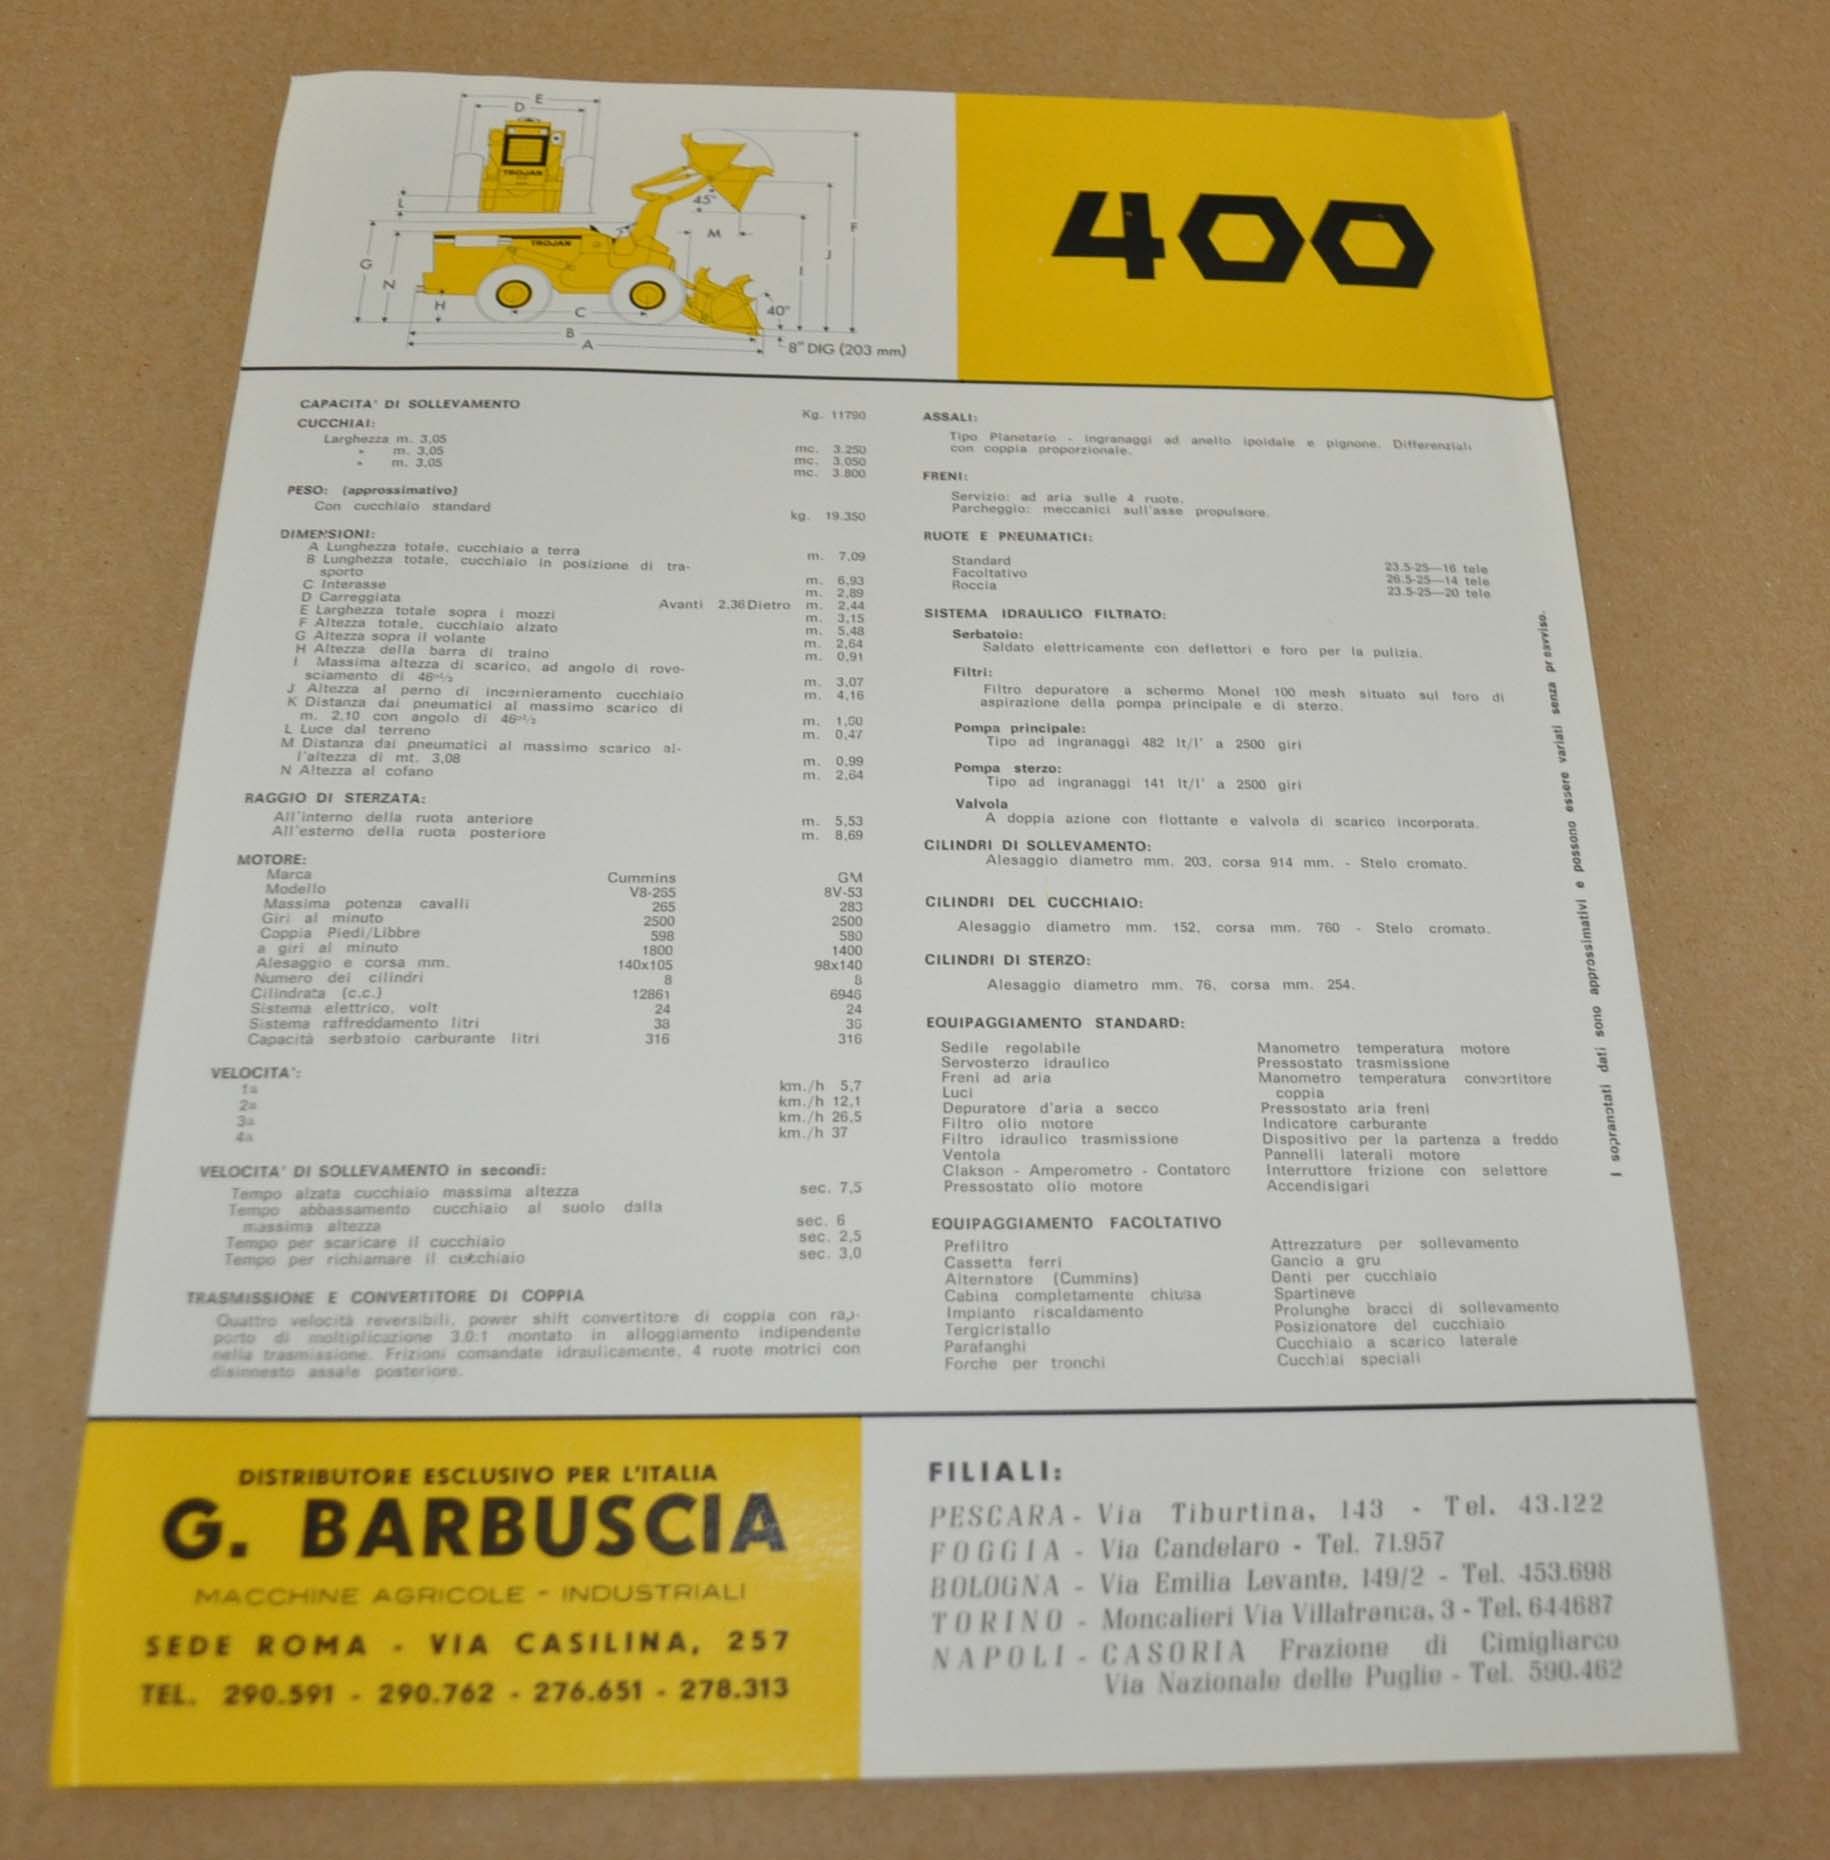 E
D
TROJAN
L
45°
M
F
J
I
TROJAN
G
N
H
C
40°
B
A
8" DIG (203 mm)
400
CAPACITA' DI SOLLEVAMENTO Kg. 11790
CUCCHIAI:
Larghezza m. 3,05 mc. 3.250
» m. 3,05 mc. 3.050
» m. 3,05 mc. 3.800
PESO: (approssimativo)
Con cucchiaio standard kg. 19.350
DIMENSIONI:
A Lunghezza totale, cucchiaio a terra m. 7,09
B Lunghezza totale, cucchiaio in posizione di tra-
sporto m. 6,93
C Interasse m. 2,89
D Carreggiata Avanti 2,36 Dietro m. 2,44
E Larghezza totale sopra i mozzi m. 3,15
F Altezza totale, cucchiaio alzato m. 5,48
G Altezza sopra il volante m. 2,64
H Altezza della barra di traino m. 0,91
I Massima altezza di scarico, ad angolo di rove-
sciamento di 46º¹/₂ m. 3,07
J Altezza al perno di incernieramento cucchiaio m. 4,16
K Distanza dai pneumatici al massimo scarico di
m. 2,10 con angolo di 46º¹/₂ m. 1,60
L Luce dal terreno m. 0,47
M Distanza dai pneumatici al massimo scarico al-
l'altezza di mt. 3,08 m. 0,99
N Altezza al cofano m. 2,64
RAGGIO DI STERZATA:
All'interno della ruota anteriore m. 5,53
All'esterno della ruota posteriore m. 8,69
MOTORE:
Marca Cummins GM
Modello V8-265 8V-53
Massima potenza cavalli 265 283
Giri al minuto 2500 2500
Coppia Piedi/Libbre 598 580
a giri al minuto 1800 1400
Alesaggio e corsa mm. 140x105 98x140
Numero dei cilindri 8 8
Cilindrata (c.c.) 12861 6946
Sistema elettrico, volt 24 24
Sistema raffreddamento litri 38 36
Capacità serbatoio carburante litri 316 316
VELOCITA':
1a km./h 5,7
2a km./h 12,1
3a km./h 26,5
4a km./h 37
VELOCITA' DI SOLLEVAMENTO in secondi:
Tempo alzata cucchiaio massima altezza sec. 7,5
Tempo abbassamento cucchiaio al suolo dalla
massima altezza sec. 6
Tempo per scaricare il cucchiaio sec. 2,5
Tempo per richiamare il cucchiaio sec. 3,0
TRASMISSIONE E CONVERTITORE DI COPPIA
Quattro velocità reversibili, power shift convertitore di coppia con rap-
porto di moltiplicazione 3.0:1 montato in alloggiamento indipendente
nella trasmissione. Frizioni comandate idraulicamente, 4 ruote motrici con
disinnesto assale posteriore.
ASSALI:
Tipo Planetario - ingranaggi ad anello ipoidale e pignone. Differenziali
con coppia proporzionale.
FRENI:
Servizio: ad aria sulle 4 ruote.
Parcheggio: meccanici sull'asse propulsore.
RUOTE E PNEUMATICI:
Standard 23.5-25—16 tele
Facoltativo 26.5-25—14 tele
Roccia 23.5-25—20 tele
SISTEMA IDRAULICO FILTRATO:
Serbatoio:
Saldato elettricamente con deflettori e foro per la pulizia.
Filtri:
Filtro depuratore a schermo Monel 100 mesh situato sul foro di
aspirazione della pompa principale e di sterzo.
Pompa principale:
Tipo ad ingranaggi 482 lt/l' a 2500 giri
Pompa sterzo:
Tipo ad ingranaggi 141 lt/l' a 2500 giri
Valvola
A doppia azione con flottante e valvola di scarico incorporata.
CILINDRI DI SOLLEVAMENTO:
Alesaggio diametro mm. 203, corsa 914 mm. - Stelo cromato.
CILINDRI DEL CUCCHIAIO:
Alesaggio diametro mm. 152, corsa mm. 760 - Stelo cromato.
CILINDRI DI STERZO:
Alesaggio diametro mm. 76, corsa mm. 254.
EQUIPAGGIAMENTO STANDARD:
Sedile regolabile
Servosterzo idraulico
Freni ad aria
Luci
Depuratore d'aria a secco
Filtro olio motore
Filtro idraulico trasmissione
Ventola
Clakson - Amperometro - Contatore
Pressostato olio motore
Manometro temperatura motore
Pressostato trasmissione
Manometro temperatura convertitore
coppia
Pressostato aria freni
Indicatore carburante
Dispositivo per la partenza a freddo
Pannelli laterali motore
Interruttore frizione con selettore
Accendisigari
EQUIPAGGIAMENTO FACOLTATIVO
Prefiltro
Cassetta ferri
Alternatore (Cummins)
Cabina completamente chiusa
Impianto riscaldamento
Tergicristallo
Parafanghi
Forche per tronchi
Attrezzatura per sollevamento
Gancio a gru
Denti per cucchiaio
Spartineve
Prolunghe bracci di sollevamento
Posizionatore del cucchiaio
Cucchiaio a scarico laterale
Cucchiai speciali
I sopranotati dati sono approssimativi e possono essere variati senza preavviso.
DISTRIBUTORE ESCLUSIVO PER L'ITALIA
G. BARBUSCIA
MACCHINE AGRICOLE - INDUSTRIALI
SEDE ROMA - VIA CASILINA, 257
TEL. 290.591 - 290.762 - 276.651 - 278.313
FILIALI:
PESCARA - Via Tiburtina, 143 - Tel. 43.122
FOGGIA - Via Candelaro - Tel. 71.957
BOLOGNA - Via Emilia Levante, 149/2 - Tel. 453.698
TORINO - Moncalieri Via Villafranca, 3 - Tel. 644687
NAPOLI - CASORIA Frazione di Cimigliarco
Via Nazionale delle Puglie - Tel. 590.462